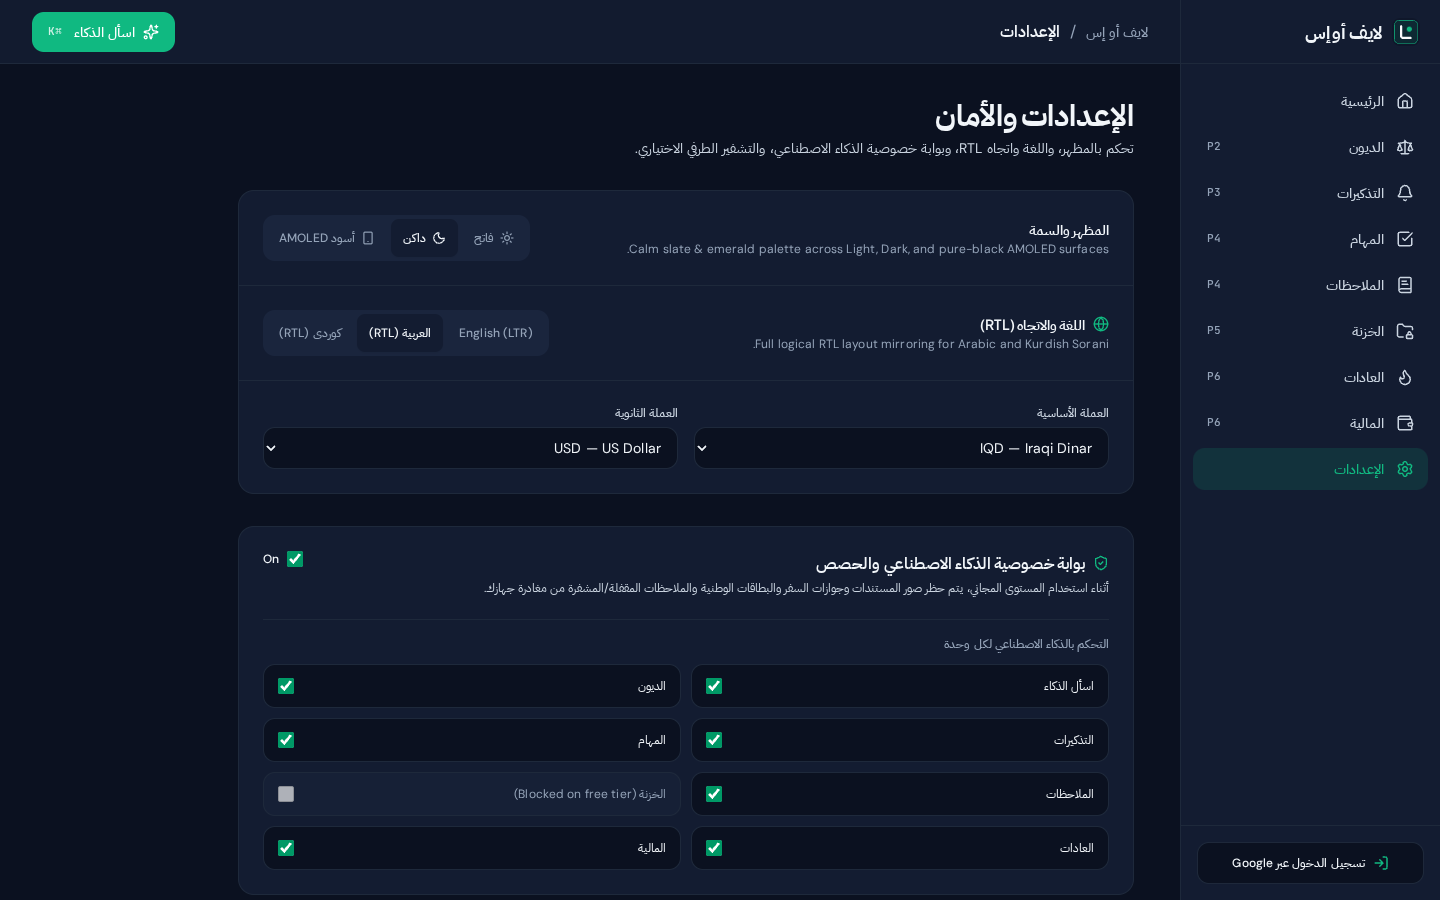 لايف أو إس
الرئيسية
الديون P2
التذكيرات P3
المهام P4
الملاحظات P4
الخزنة P5
العادات P6
المالية P6
الإعدادات
تسجيل الدخول عبر Google
لايف أو إس / الإعدادات
اسأل الذكاء ⌘K
الإعدادات والأمان
تحكم بالمظهر، واللغة واتجاه RTL، وبوابة خصوصية الذكاء الاصطناعي، والتشفير الطرفي الاختياري.
المظهر والسمة
Calm slate & emerald palette across Light, Dark, and pure-black AMOLED surfaces.
فاتح
داكن
أسود AMOLED
اللغة والاتجاه (RTL)
Full logical RTL layout mirroring for Arabic and Kurdish Sorani.
English (LTR)
العربية (RTL)
كوردی (RTL)
العملة الأساسية
IQD — Iraqi Dinar
العملة الثانوية
USD — US Dollar
بوابة خصوصية الذكاء الاصطناعي والحصص
On
أثناء استخدام المستوى المجاني، يتم حظر صور المستندات وجوازات السفر والبطاقات الوطنية والملاحظات المقفلة/المشفرة من مغادرة جهازك.
التحكم بالذكاء الاصطناعي لكل وحدة
اسأل الذكاء
الديون
التذكيرات
المهام
الملاحظات
الخزنة (Blocked on free tier)
العادات
المالية